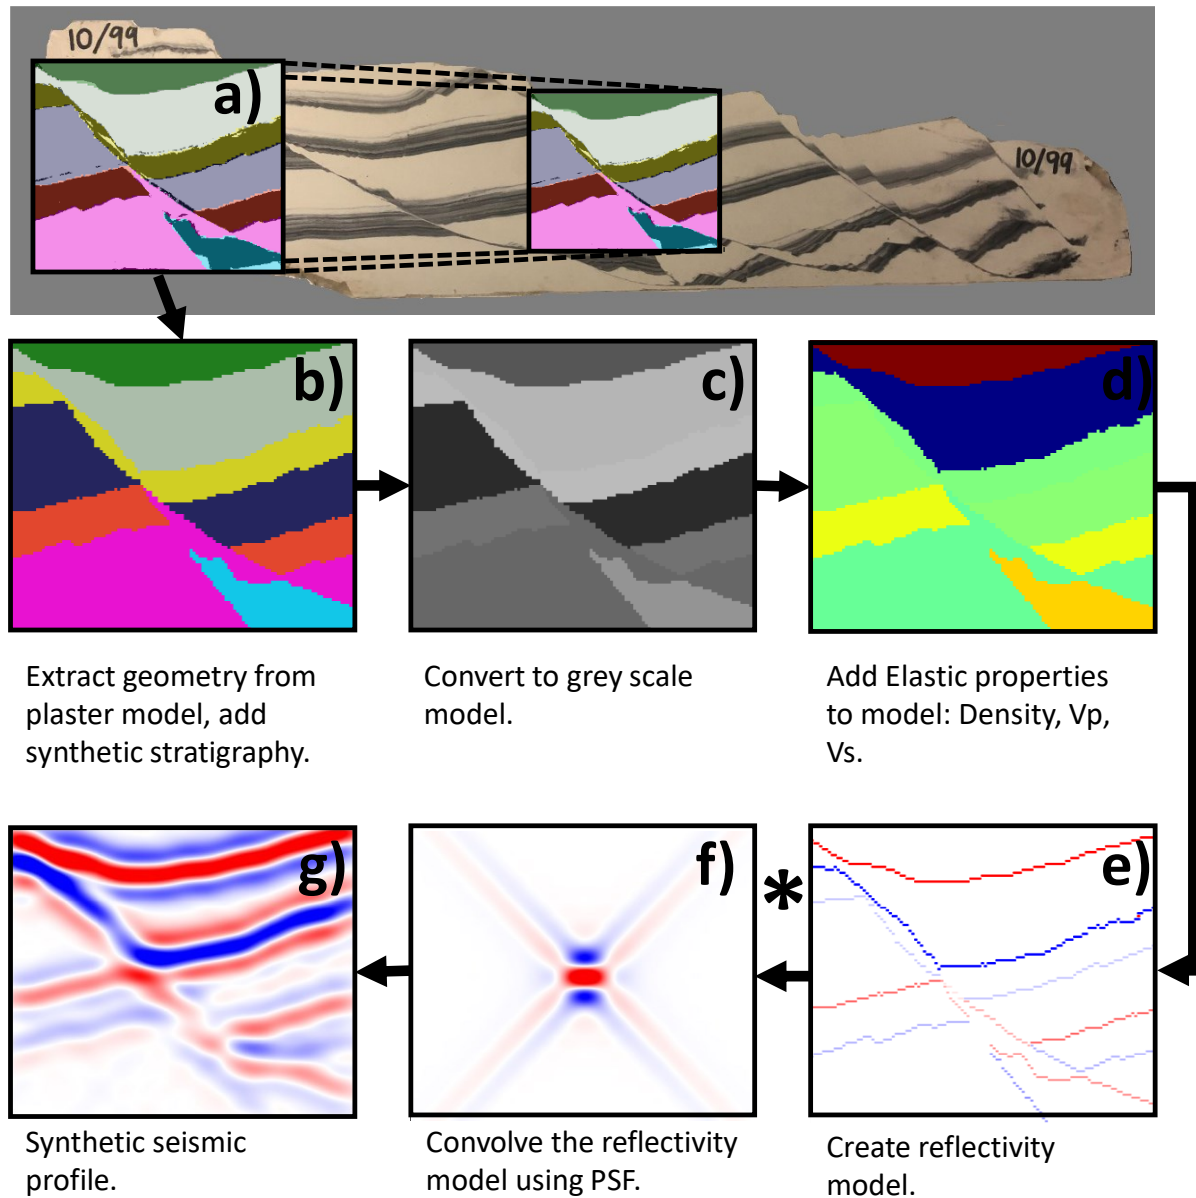 10/99
a)
10/99
b)
c)
d)
Extract geometry from
plaster model, add
synthetic stratigraphy.
Convert to grey scale
model.
Add Elastic properties
to model: Density, Vp,
Vs.
g)
f)
*
e)
Synthetic seismic
profile.
Convolve the reflectivity
model using PSF.
Create reflectivity
model.